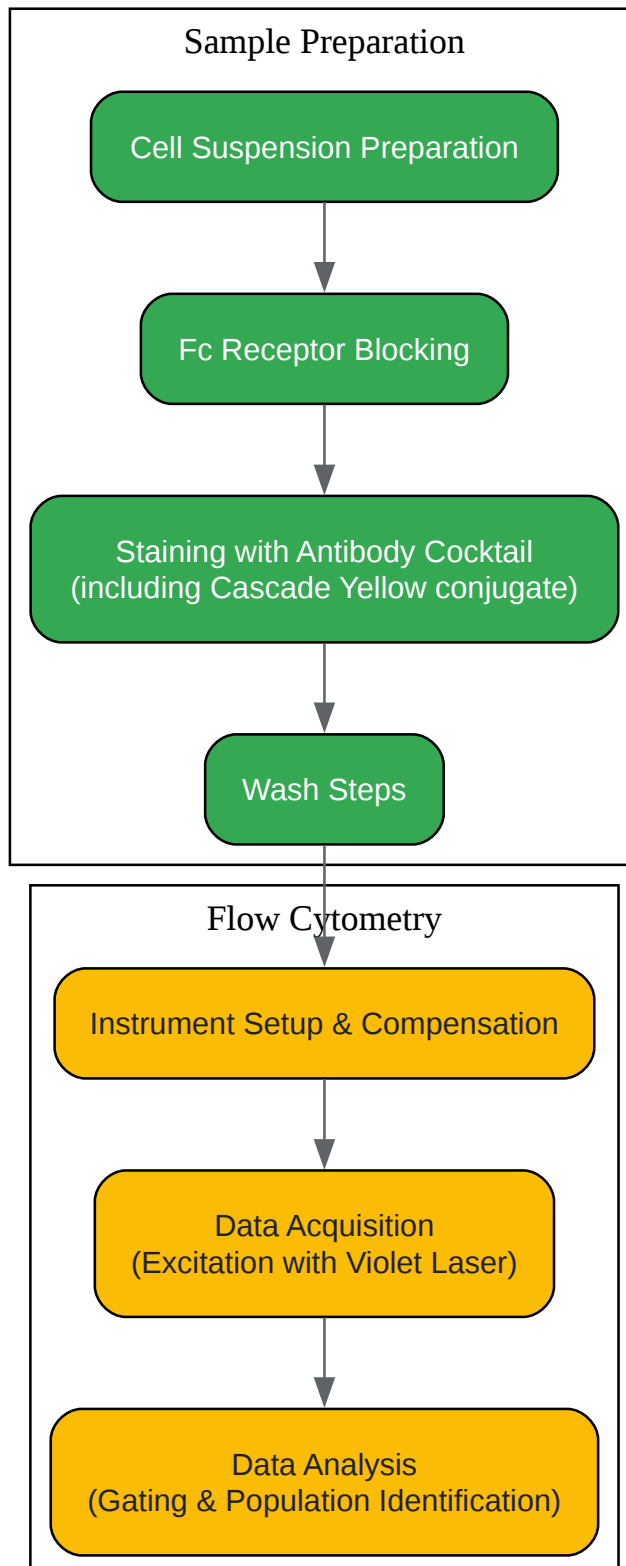 Sample Preparation
Cell Suspension Preparation
Fc Receptor Blocking
Staining with Antibody Cocktail
(including Cascade Yellow conjugate)
Wash Steps
Flow Cytometry
Instrument Setup & Compensation
Data Acquisition
(Excitation with Violet Laser)
Data Analysis
(Gating & Population Identification)